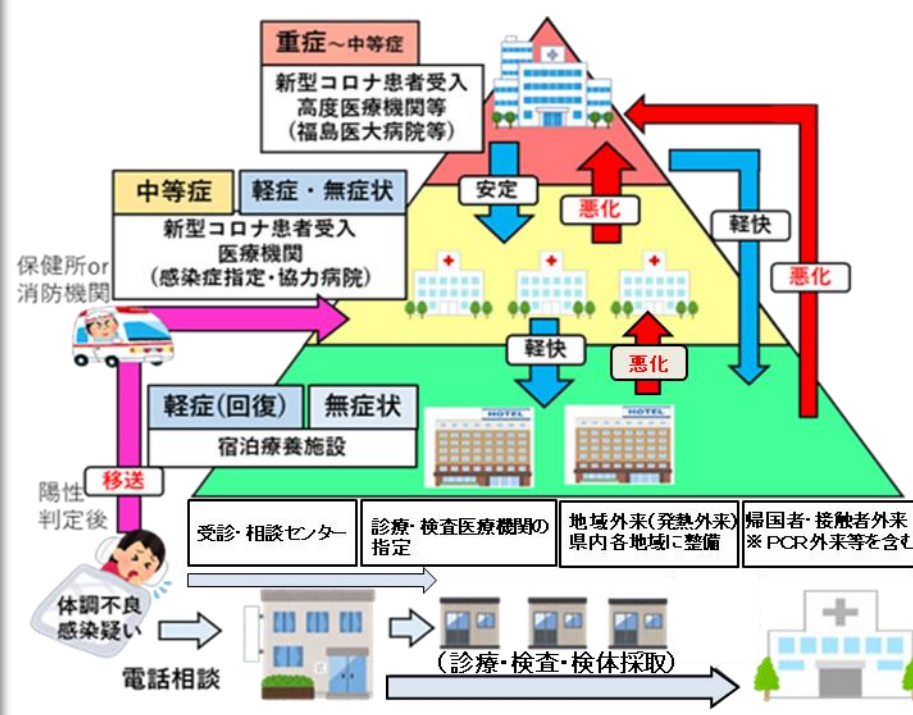 重症～中等症
新型コロナ患者受入
高度医療機関等
(福島医大病院等)
安定
悪化
軽快
悪化
中等症
軽症・無症状
新型コロナ患者受入
医療機関
(感染症指定・協力病院)
保健所or
消防機関
軽快
悪化
軽症(回復)
無症状
宿泊療養施設
HOTEL
HOTEL
移送
陽性
判定後
受診・相談センター
診療・検査医療機関の
指定
地域外来(発熱外来)
県内各地域に整備
帰国者・接触者外来
※PCR外来等を含む
体調不良
感染疑い
電話相談
(診療・検査・検体採取)